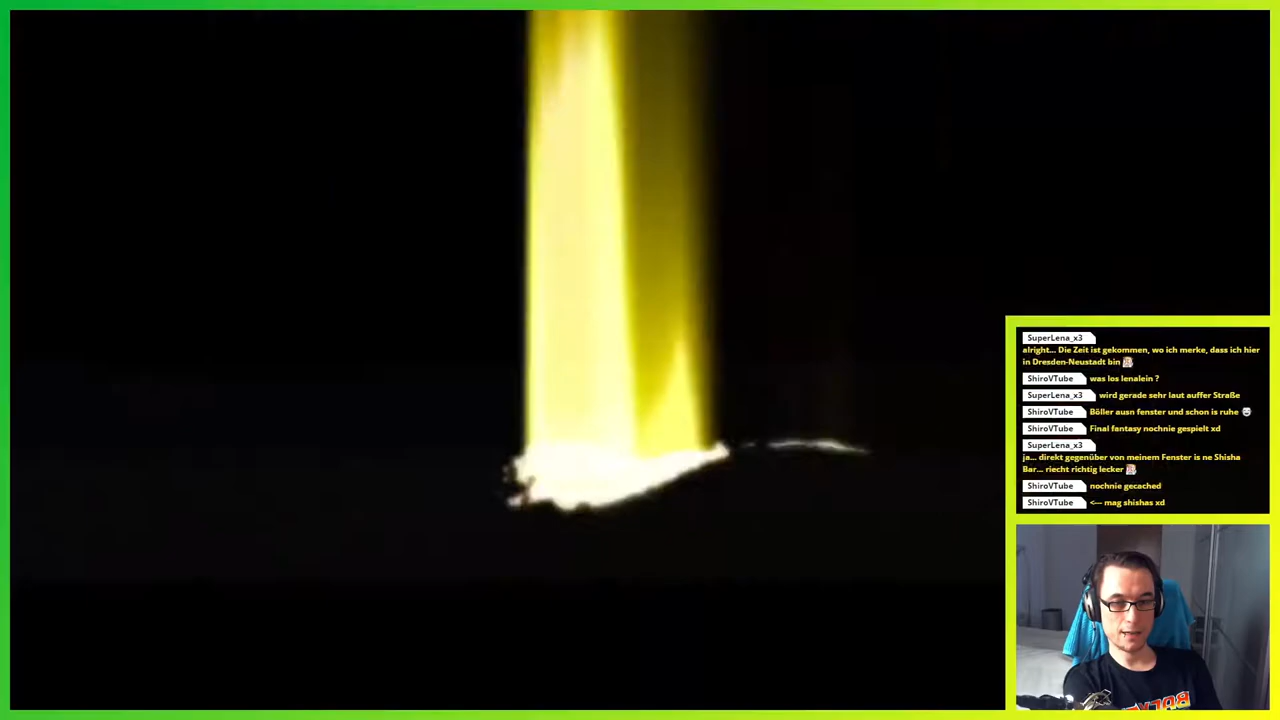 SuperLena_x3
alright... Die Zeit ist gekommen, wo ich merke, dass ich hier
in Dresden-Neustadt bin
ShiroVTube was los lenalein ?
SuperLena_x3 wird gerade sehr laut auffer Straße
ShiroVTube Böller ausn fenster und schon is ruhe
ShiroVTube Final fantasy nochnie gespielt xd
SuperLena_x3
ja... direkt gegenüber von meinem Fenster is ne Shisha
Bar... riecht richtig lecker
ShiroVTube nochnie gecached
ShiroVTube <--- mag shishas xd